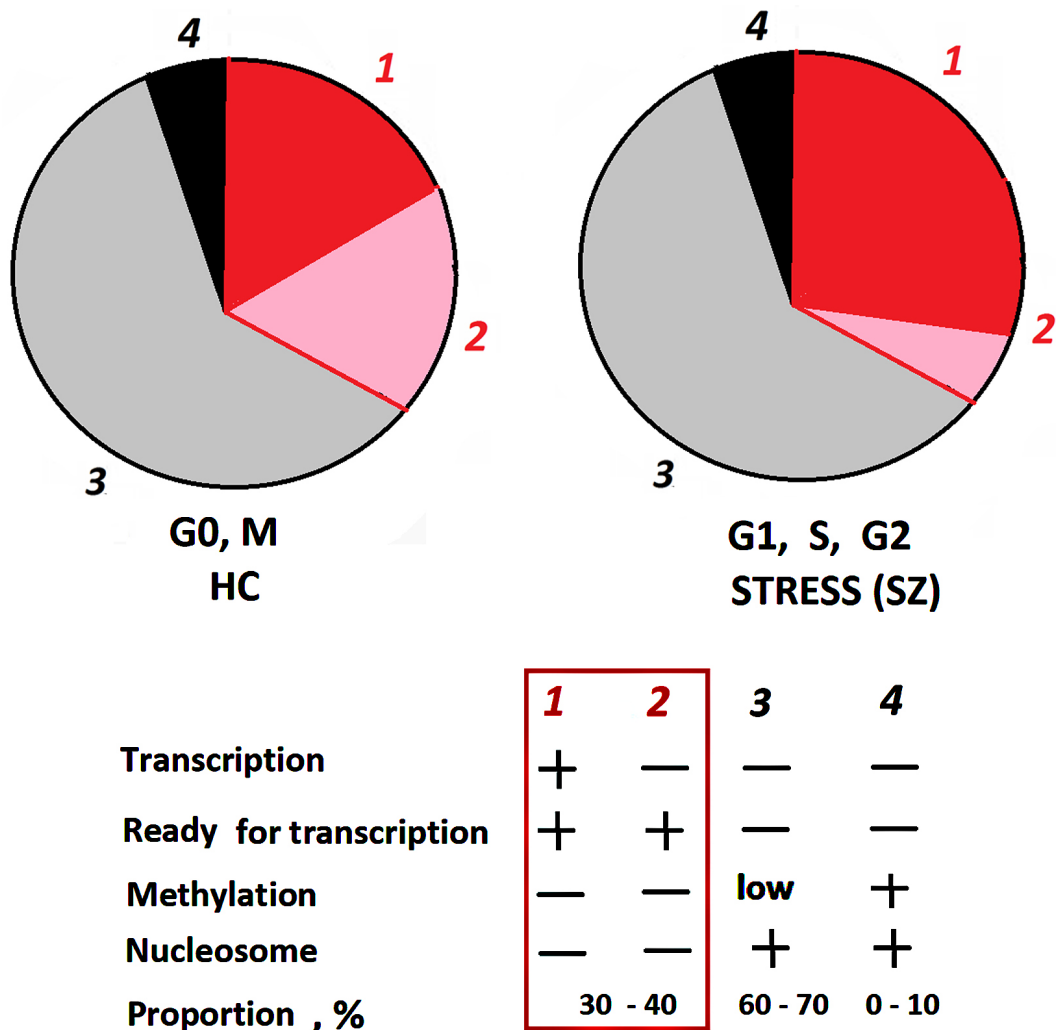 4
1
2
3
G0, M
HC
4
1
2
3
G1, S, G2
STRESS (SZ)
1 2 3 4
Transcription + — — —
Ready for transcription + + — —
Methylation — — low +
Nucleosome — — + +
Proportion , % 30 - 40 60 - 70 0 - 10